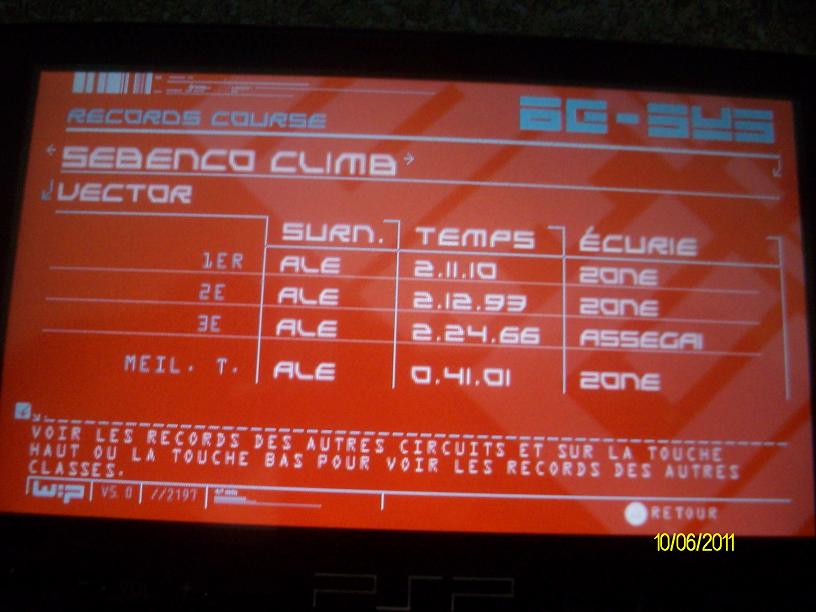 RECORDS COURSE
AG-SYS
SEBENCO CLIMB
VECTOR
SURN. TEMPS ÉCURIE
1ER ALE 2.11.10 ZONE
2E ALE 2.12.93 ZONE
3E ALE 2.24.66 ASSEGAI
MEIL. T. ALE 0.41.01 ZONE
VOIR LES RECORDS DES AUTRES CIRCUITS ET SUR LA TOUCHE
HAUT OU LA TOUCHE BAS POUR VOIR LES RECORDS DES AUTRES
CLASSES.
W:P V5.0 //2197
RETOUR
10/06/2011
PSP